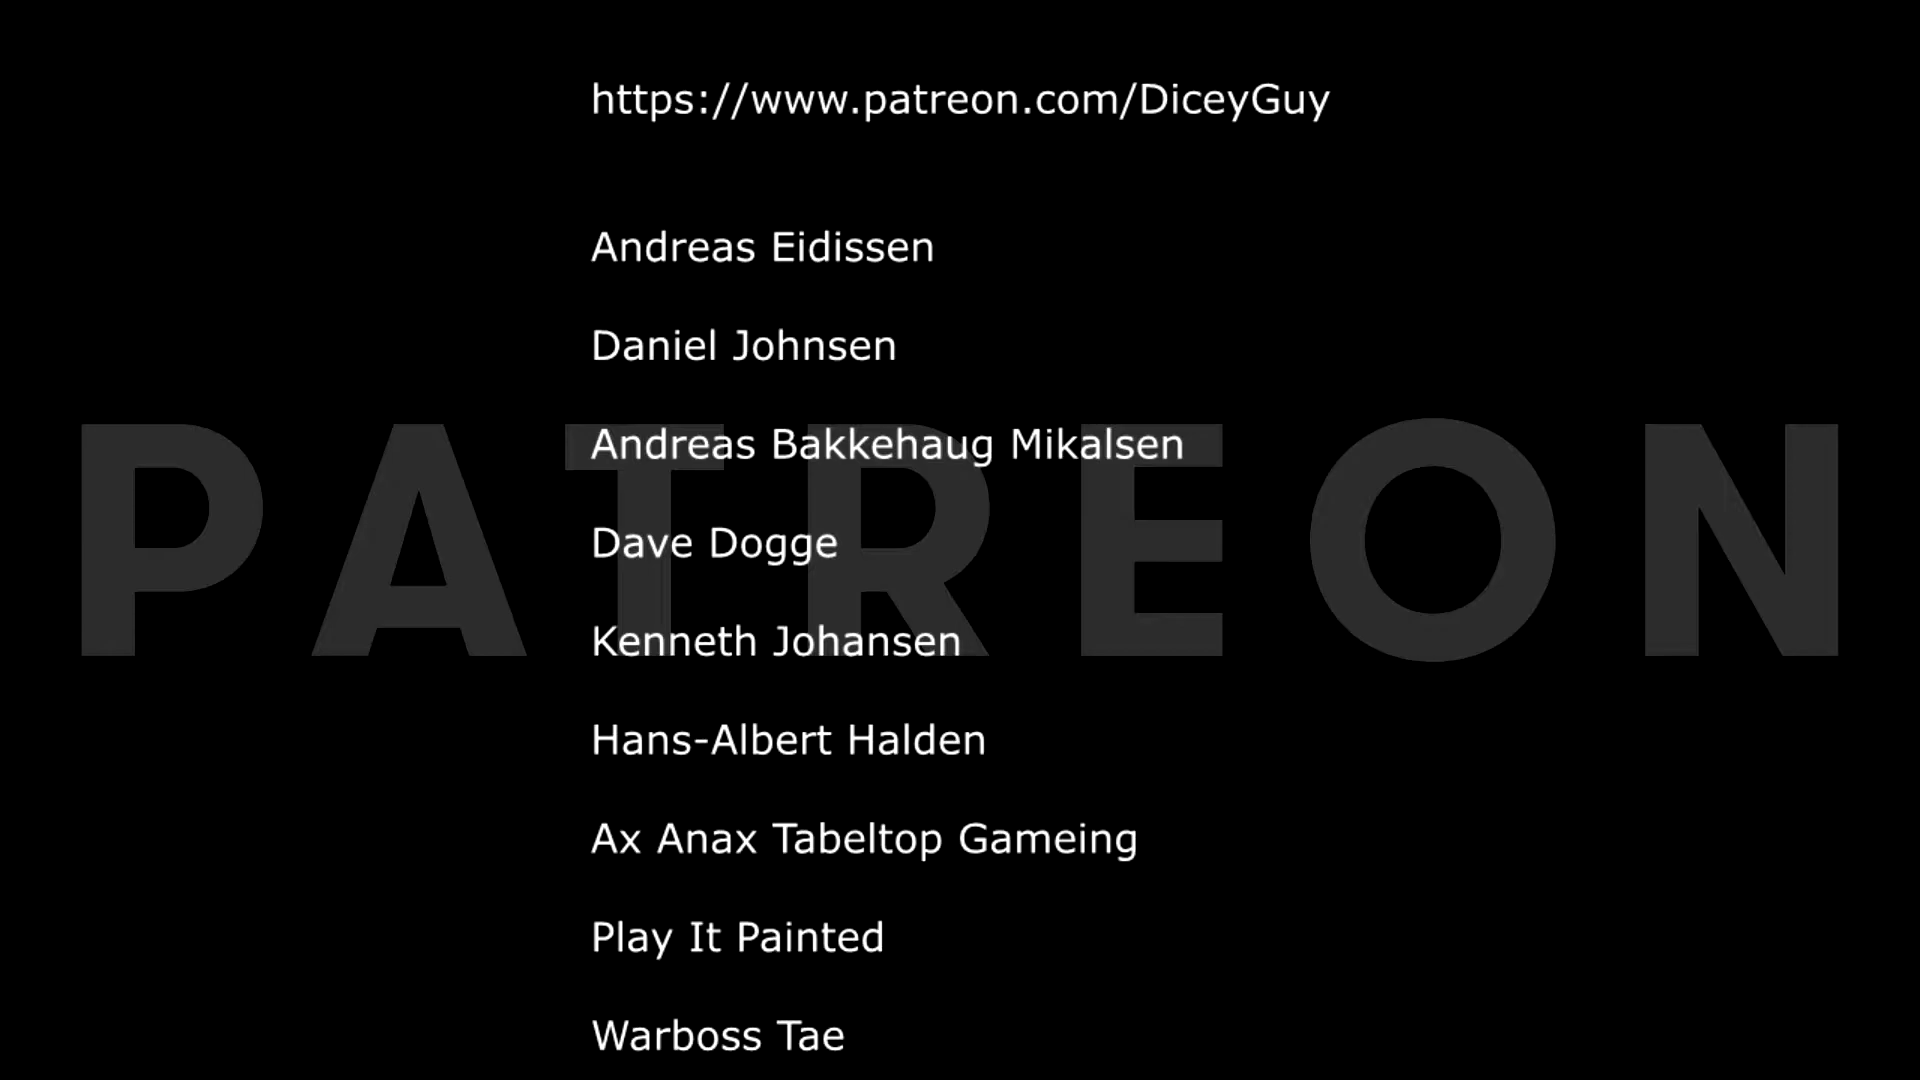 https://www.patreon.com/DiceyGuy
Andreas Eidissen
Daniel Johnsen
PATREON
Andreas Bakkehaug Mikalsen
Dave Dogge
Kenneth Johansen
Hans-Albert Halden
Ax Anax Tabeltop Gameing
Play It Painted
Warboss Tae